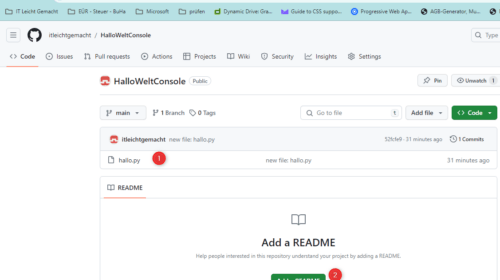 IT Leicht Gemacht EÜR - Steuer - BuHa Microsoft prüfen Dynamic Drive: Gra... Guide to CSS suppo... Progressive Web Ap... AGB-Generator, Mu...
itleichtgemacht / HalloWeltConsole Type
Code Issues Pull requests Actions Projects Wiki Security Insights Settings
HalloWeltConsole Public Pin Unwatch 1
main 1 Branch 0 Tags Go to file t Add file Code
itleichtgemacht new file: hallo.py 31 minutes ago 1 Commits
hallo.py 1 new file: hallo.py 31 minutes ago
README
Add a README
Help people interested in this repository understand your project by adding a README.
2